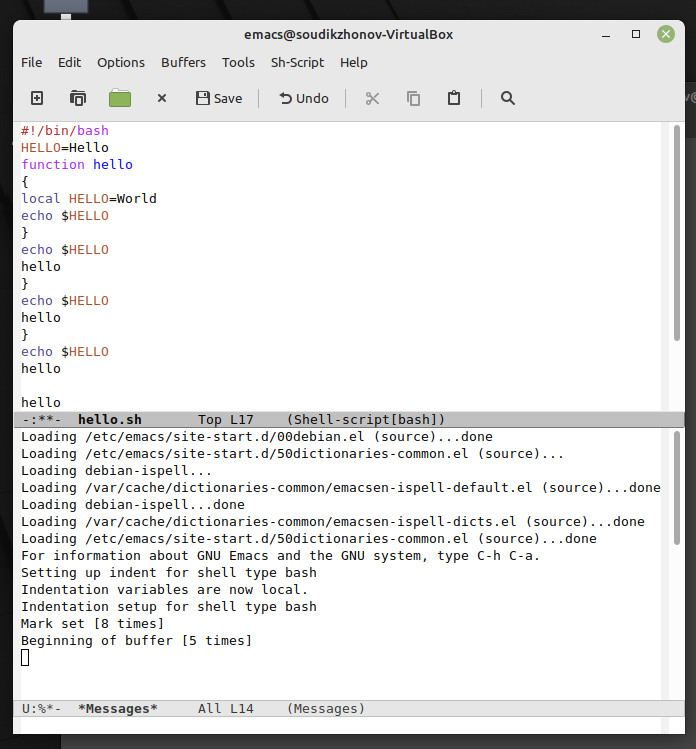 emacs@soudikzhonov-VirtualBox
File Edit Options Buffers Tools Sh-Script Help
Save Undo
#!/bin/bash
HELLO=Hello
function hello
{
local HELLO=World
echo $HELLO
}
echo $HELLO
hello
}
echo $HELLO
hello
}
echo $HELLO
hello
hello
-:**- hello.sh Top L17 (Shell-script[bash])
Loading /etc/emacs/site-start.d/00debian.el (source)...done
Loading /etc/emacs/site-start.d/50dictionaries-common.el (source)...
Loading debian-ispell...
Loading /var/cache/dictionaries-common/emacsen-ispell-default.el (source)...done
Loading debian-ispell...done
Loading /var/cache/dictionaries-common/emacsen-ispell-dicts.el (source)...done
Loading /etc/emacs/site-start.d/50dictionaries-common.el (source)...done
For information about GNU Emacs and the GNU system, type C-h C-a.
Setting up indent for shell type bash
Indentation variables are now local.
Indentation setup for shell type bash
Mark set [8 times]
Beginning of buffer [5 times]
U:%*- *Messages* All L14 (Messages)